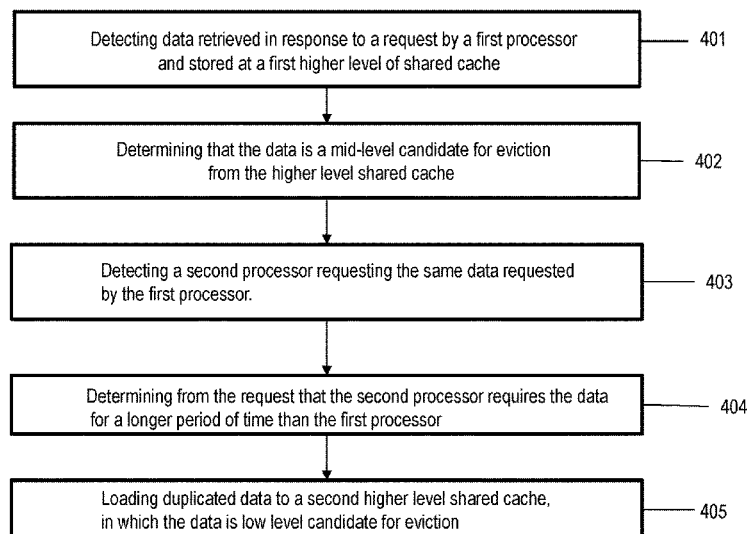 Detecting data retrieved in response to a request by a first processor
and stored at a first higher level of shared cache
401
Determining that the data is a mid-level candidate for eviction
from the higher level shared cache
402
Detecting a second processor requesting the same data requested
by the first processor.
403
Determining from the request that the second processor requires the data
for a longer period of time than the first processor
404
Loading duplicated data to a second higher level shared cache,
in which the data is low level candidate for eviction
405